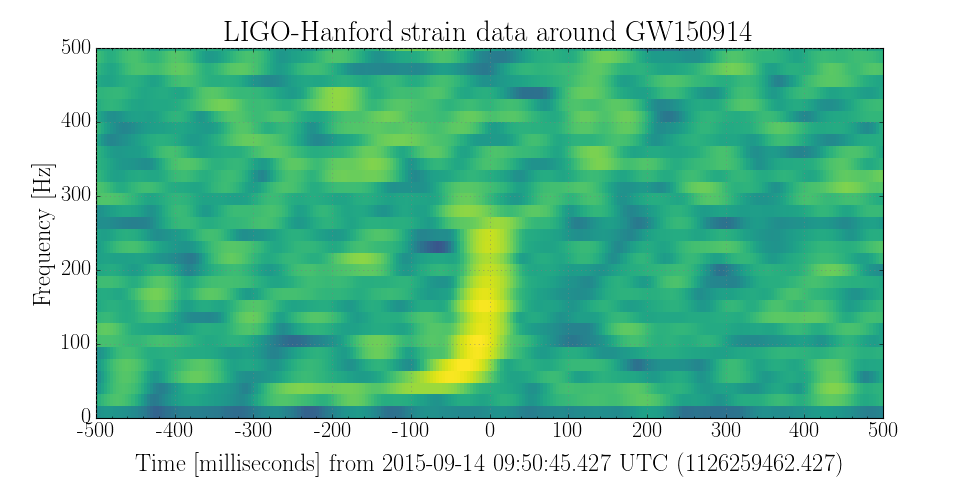 LIGO-Hanford strain data around GW150914
500
400
300
200
100
0
Frequency [Hz]
-500 -400 -300 -200 -100 0 100 200 300 400 500
Time [milliseconds] from 2015-09-14 09:50:45.427 UTC (1126259462.427)